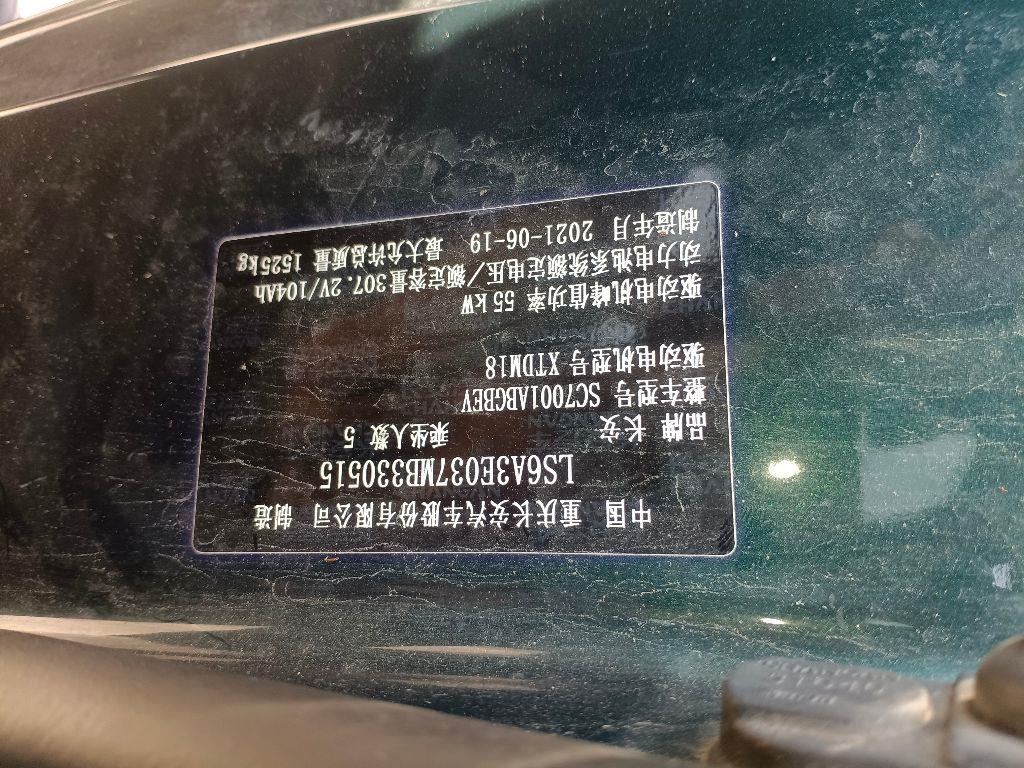 中国 重庆长安汽车股份有限公司 制造
LS6A3E037MB330515
品牌 长安 乘坐人数 5
整车型号 SC7001ABGBEV
驱动电机型号 XTDM18
驱动电机峰值功率 55kW
动力电池系统额定电压/额定容量307.2V/104Ah
制造年月 2021-06-19 最大允许总质量 1525kg